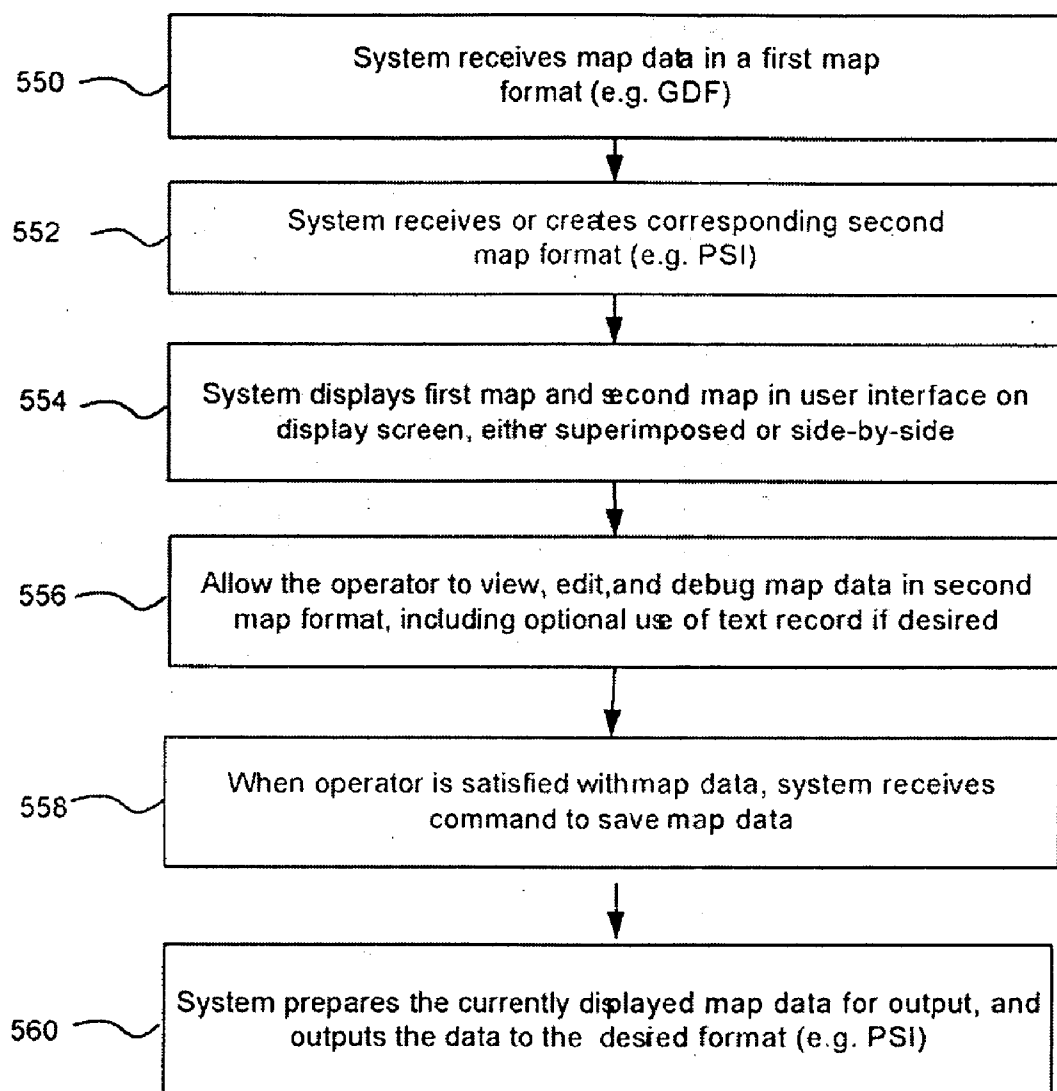 550
System receives map data in a first map
format (e.g. GDF)
552
System receives or creates corresponding second
map format (e.g. PSI)
554
System displays first map and second map in user interface on
display screen, either superimposed or side-by-side
556
Allow the operator to view, edit,and debug map data in second
map format, including optional use of text record if desired
558
When operator is satisfied withmap data, system receives
command to save map data
560
System prepares the currently displayed map data for output, and
outputs the data to the desired format (e.g. PSI)